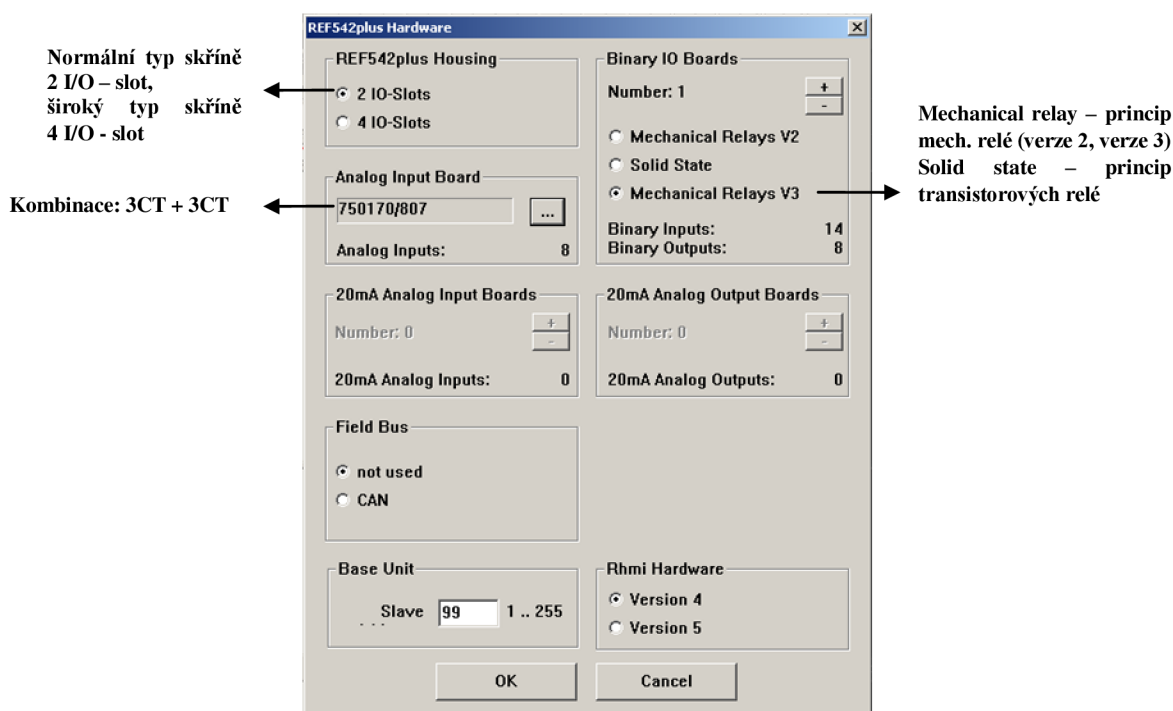 REF542plus Hardware
Normální typ skříně
2 I/O – slot,
široký typ skříně
4 I/O - slot
REF542plus Housing
2 IO-Slots
4 IO-Slots
Binary IO Boards
Number: 1
+
-
Mechanical Relays V2
Solid State
Mechanical Relays V3
Binary Inputs: 14
Binary Outputs: 8
Mechanical relay – princip
mech. relé (verze 2, verze 3)
Solid state – princip
transistorových relé
Kombinace: 3CT + 3CT
Analog Input Board
750170/807
...
Analog Inputs: 8
20mA Analog Input Boards
Number: 0
+
-
20mA Analog Inputs: 0
20mA Analog Output Boards
Number: 0
+
-
20mA Analog Outputs: 0
Field Bus
not used
CAN
Base Unit
Slave 99 1 .. 255
Rhmi Hardware
Version 4
Version 5
OK
Cancel